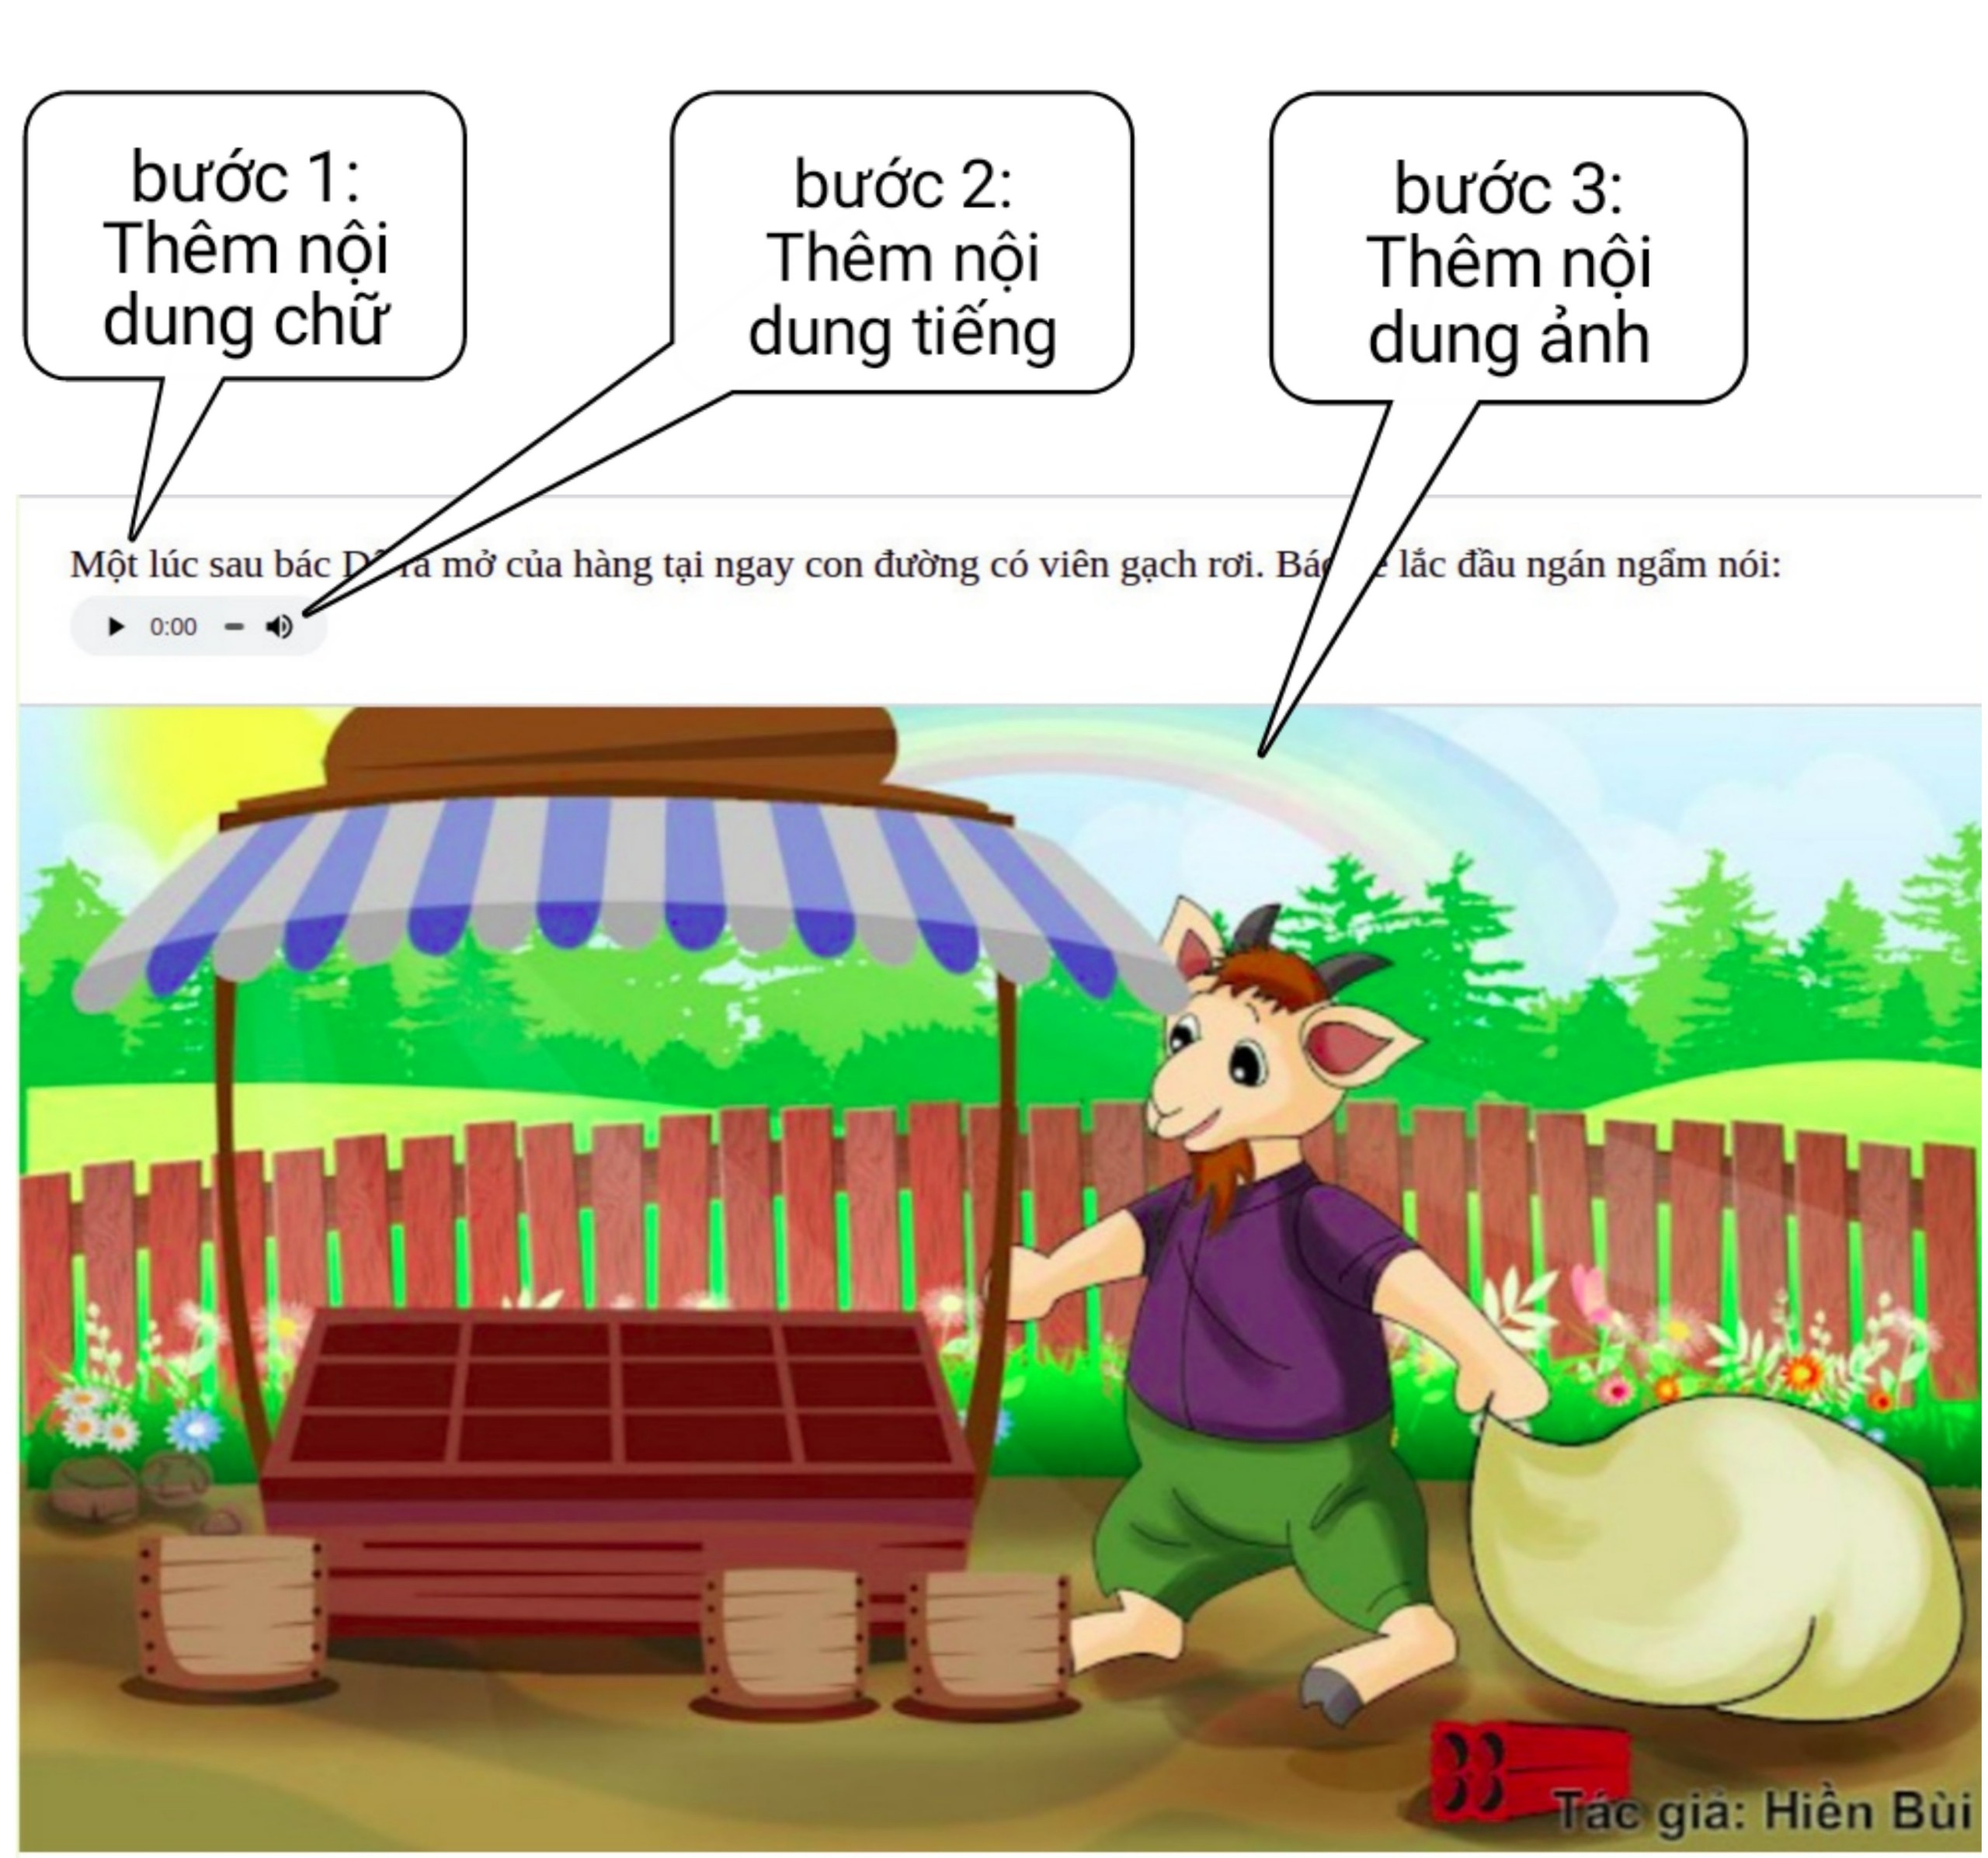 bước 1:
Thêm nội
dung chữ
bước 2:
Thêm nội
dung tiếng
bước 3:
Thêm nội
dung ảnh
Một lúc sau bác ra mở của hàng tại ngay con đường có viên gạch rơi. lắc đầu ngán ngẩm nói:
0:00
Tác giả: Hiền Bùi